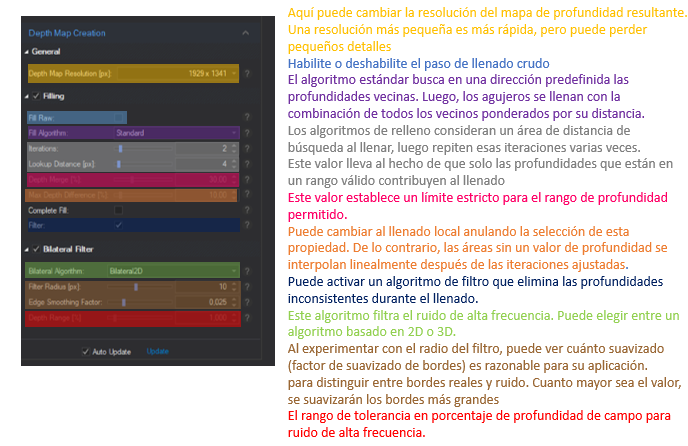 Depth Map Creation
General
Depth Map Resolution [px]: 1929 x 1341 ?
Filling
Fill Raw: ?
Fill Algorithm: Standard ?
Iterations: 2 ?
Lookup Distance [px]: 4 ?
Depth Range [%]: 30.00 ?
Max Depth Difference [%]: 10.00 ?
Complete Fill: ?
Filter: ?
Bilateral Filter
Bilateral Algorithm: Bilateral2D ?
Filter Radius [px]: 10 ?
Edge Smoothing Factor: 0.025 ?
Depth Range [%]: 1.000 ?
Auto Update Update
Aquí puede cambiar la resolución del mapa de profundidad resultante.
Una resolución más pequeña es más rápida, pero puede perder
pequeños detalles
Habilite o deshabilite el paso de llenado crudo
El algoritmo estándar busca en una dirección predefinida las
profundidades vecinas. Luego, los agujeros se llenan con la
combinación de todos los vecinos ponderados por su distancia.
Los algoritmos de relleno consideran un área de distancia de
búsqueda al llenar, luego repiten esas iteraciones varias veces.
Este valor lleva al hecho de que solo las profundidades que están en
un rango válido contribuyen al llenado
Este valor establece un límite estricto para el rango de profundidad
permitido.
Puede cambiar al llenado local anulando la selección de esta
propiedad. De lo contrario, las áreas sin un valor de profundidad se
interpolan linealmente después de las iteraciones ajustadas.
Puede activar un algoritmo de filtro que elimina las profundidades
inconsistentes durante el llenado.
Este algoritmo filtra el ruido de alta frecuencia. Puede elegir entre un
algoritmo basado en 2D o 3D.
Al experimentar con el radio del filtro, puede ver cuánto suavizado
(factor de suavizado de bordes) es razonable para su aplicación.
para distinguir entre bordes reales y ruido. Cuanto mayor sea el valor,
se suavizarán los bordes más grandes
El rango de tolerancia en porcentaje de profundidad de campo para
ruido de alta frecuencia.